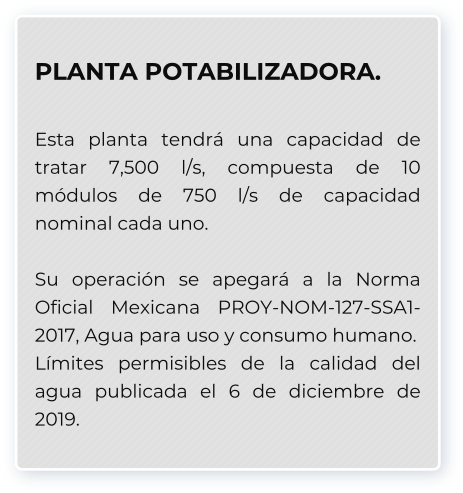 PLANTA POTABILIZADORA.
Esta planta tendrá una capacidad de
tratar 7,500 l/s, compuesta de 10
módulos de 750 l/s de capacidad
nominal cada uno.
Su operación se apegará a la Norma
Oficial Mexicana PROY-NOM-127-SSA1-
2017, Agua para uso y consumo humano.
Límites permisibles de la calidad del
agua publicada el 6 de diciembre de
2019.